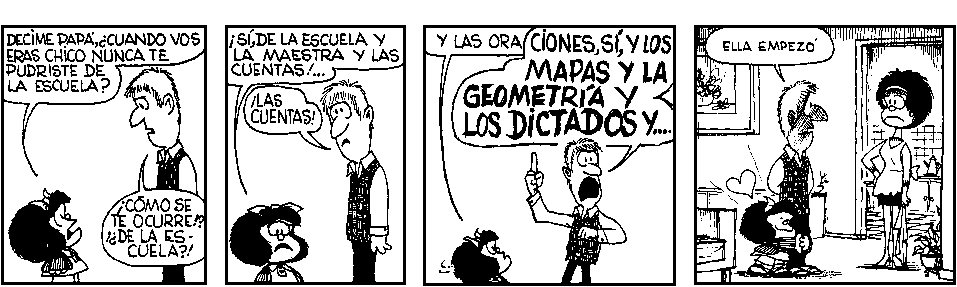 DECIME PAPÁ, ¿CUANDO VOS
ERAS CHICO NUNCA TE
PUDRISTE DE
LA ESCUELA?
¿¡CÓMO SE
TE OCURRE!?
¡¿DE LA ES-
CUELA?!
¡SÍ, DE LA ESCUELA Y
LA MAESTRA Y LAS
CUENTAS!...
¡LAS
CUENTAS!
Y LAS ORA
CIONES, SÍ, Y LOS
MAPAS Y LA
GEOMETRÍA Y
LOS DICTADOS Y....
ELLA EMPEZÓ